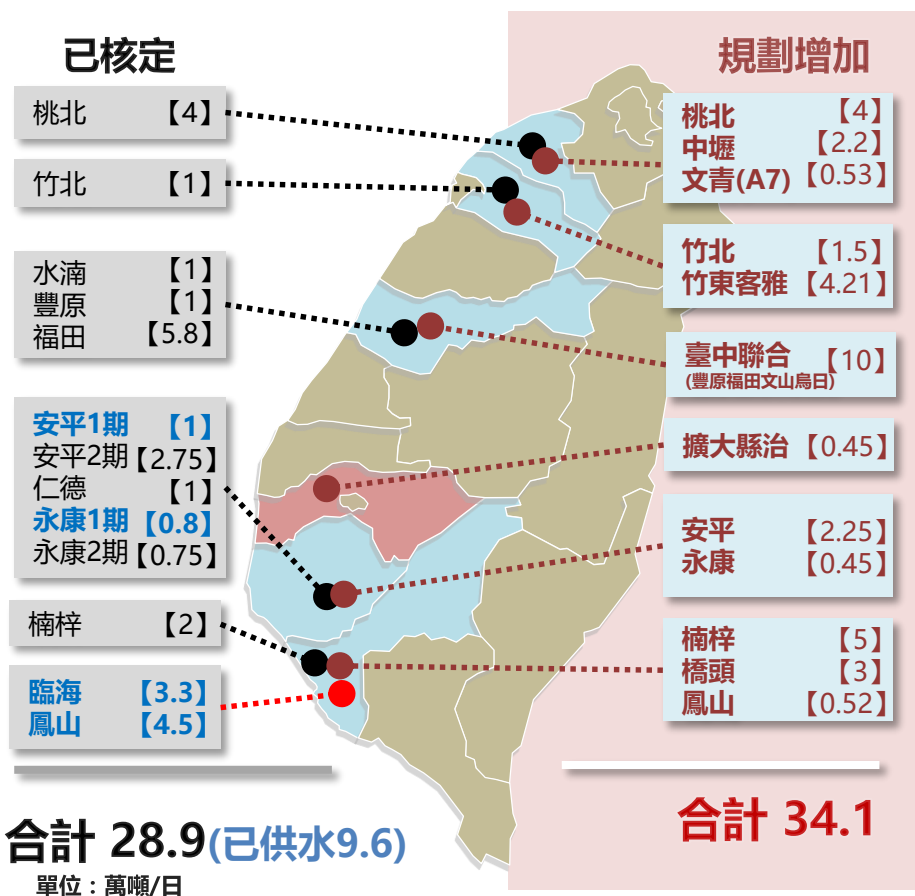 已核定
桃北 【4】
竹北 【1】
水湳 【1】
豐原 【1】
福田 【5.8】
安平1期 【1】
安平2期【2.75】
仁德 【1】
永康1期 【0.8】
永康2期【0.75】
楠梓 【2】
臨海 【3.3】
鳳山 【4.5】
合計 28.9(已供水9.6)
單位：萬噸/日
規劃增加
桃北 【4】
中壢 【2.2】
文青(A7) 【0.53】
竹北 【1.5】
竹東客雅 【4.21】
臺中聯合 【10】
(豐原福田文山烏日)
擴大縣治 【0.45】
安平 【2.25】
永康 【0.45】
楠梓 【5】
橋頭 【3】
鳳山 【0.52】
合計 34.1